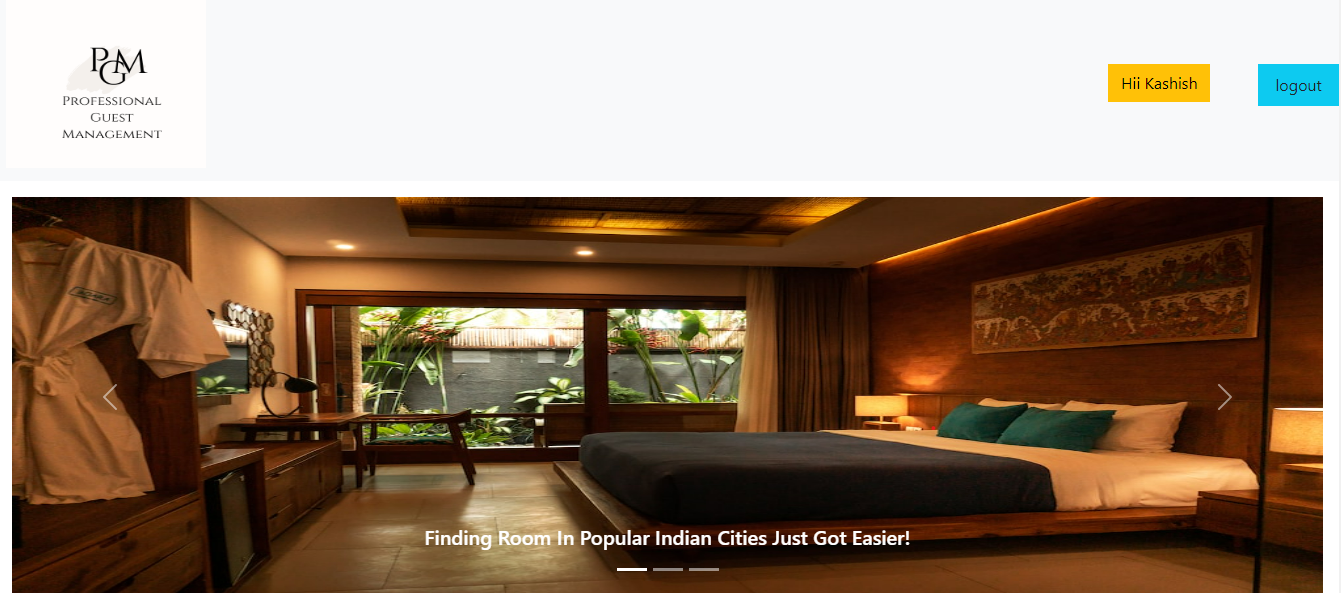 PGM
PROFESSIONAL
GUEST
MANAGEMENT
Hii Kashish
logout
Finding Room In Popular Indian Cities Just Got Easier!